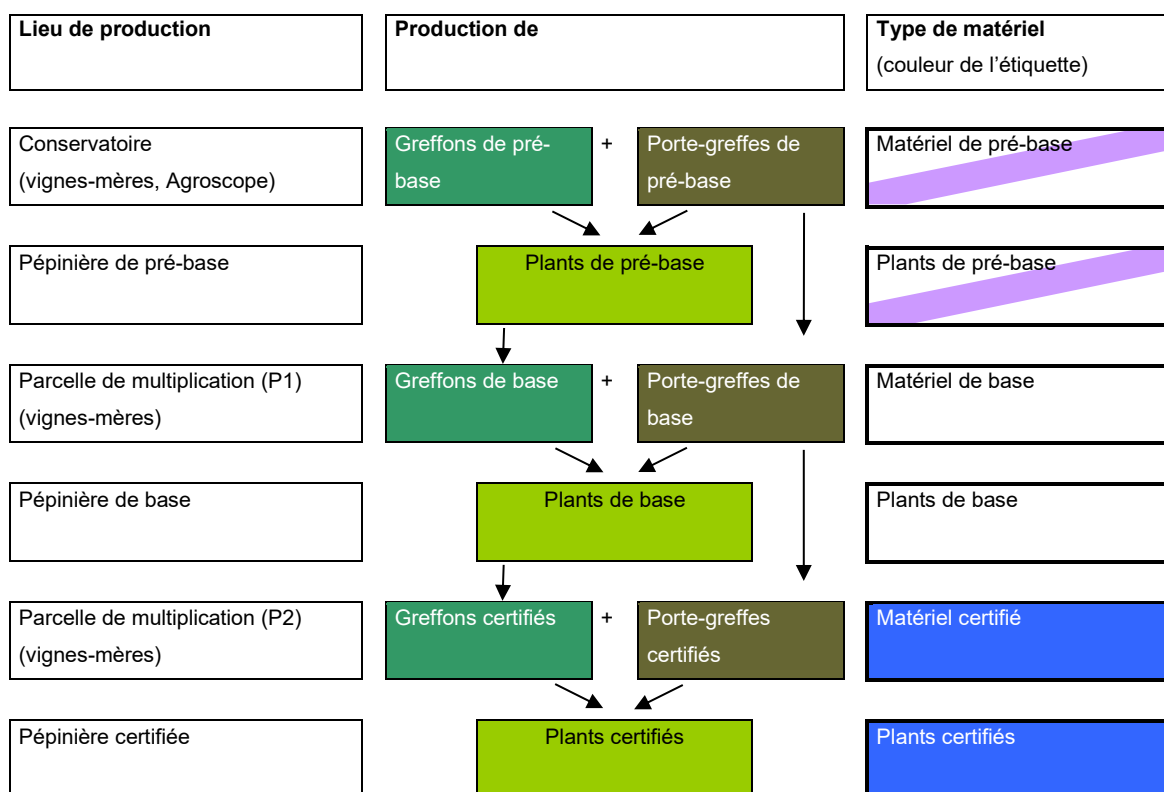 Lieu de production
Production de
Type de matériel
(couleur de l'étiquette)
Conservatoire
(vignes-mères, Agroscope)
Greffons de pré-
base
+
Porte-greffes de
pré-base
Matériel de pré-base
Pépinière de pré-base
Plants de pré-base
Plants de pré-base
Parcelle de multiplication (P1)
(vignes-mères)
Greffons de base
+
Porte-greffes de
base
Matériel de base
Pépinière de base
Plants de base
Plants de base
Parcelle de multiplication (P2)
(vignes-mères)
Greffons certifiés
+
Porte-greffes
certifiés
Matériel certifié
Pépinière certifiée
Plants certifiés
Plants certifiés